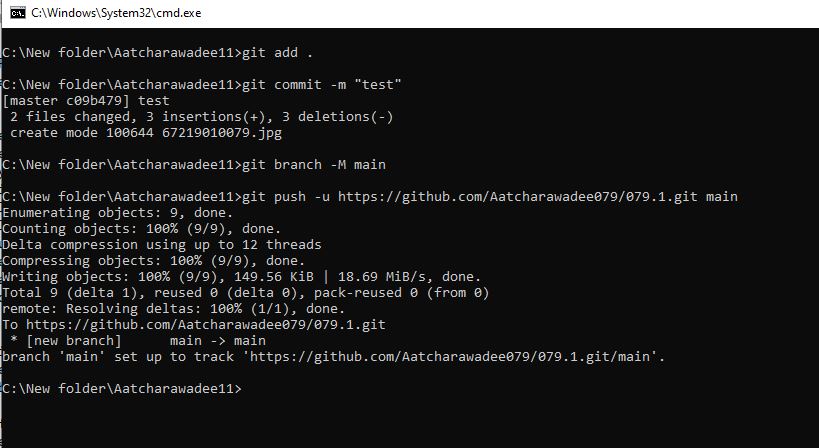 C:\Windows\System32\cmd.exe
C:\New folder\Aatcharawadee11>git add .
C:\New folder\Aatcharawadee11>git commit -m "test"
[master c09b479] test
 2 files changed, 3 insertions(+), 3 deletions(-)
 create mode 100644 67219010079.jpg
C:\New folder\Aatcharawadee11>git branch -M main
C:\New folder\Aatcharawadee11>git push -u https://github.com/Aatcharawadee079/079.1.git main
Enumerating objects: 9, done.
Counting objects: 100% (9/9), done.
Delta compression using up to 12 threads
Compressing objects: 100% (9/9), done.
Writing objects: 100% (9/9), 149.56 KiB | 18.69 MiB/s, done.
Total 9 (delta 1), reused 0 (delta 0), pack-reused 0 (from 0)
remote: Resolving deltas: 100% (1/1), done.
To https://github.com/Aatcharawadee079/079.1.git
 * [new branch]      main -> main
branch 'main' set up to track 'https://github.com/Aatcharawadee079/079.1.git/main'.
C:\New folder\Aatcharawadee11>